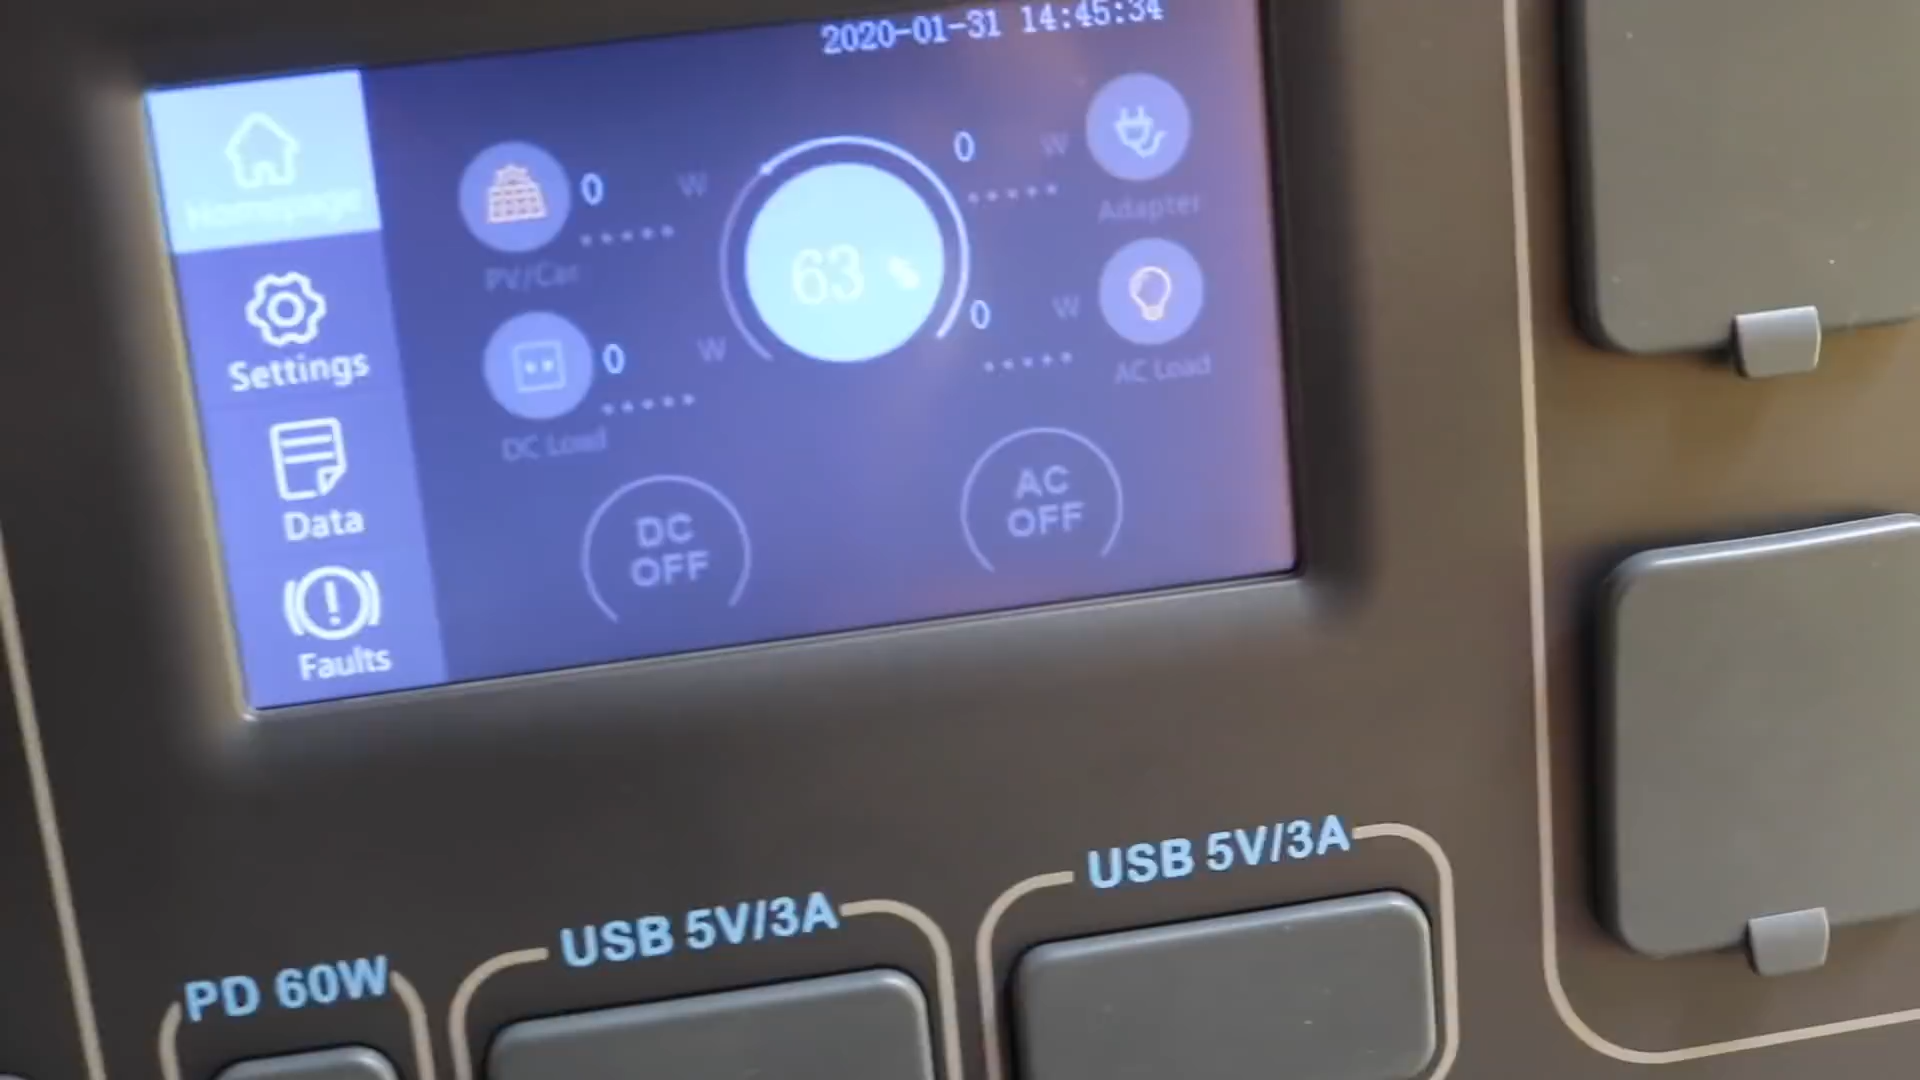 2020-01-31 14:45:34
Homepage
Settings
Data
Faults
0 W
PV/Car
0 W
DC Load
63 %
0 W
Adapter
0 W
AC Load
DC
OFF
AC
OFF
PD 60W
USB 5V/3A
USB 5V/3A